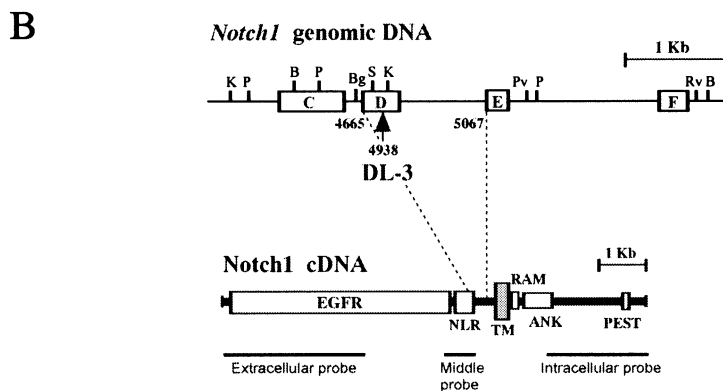 B
Notch1 genomic DNA
1 Kb
K P B P Bg S K Pv P Rv B
C D E F
4665 5067
4938
DL-3
Notch1 cDNA
1 Kb
RAM
EGFR
NLR TM ANK PEST
Extracellular probe Middle probe Intracellular probe